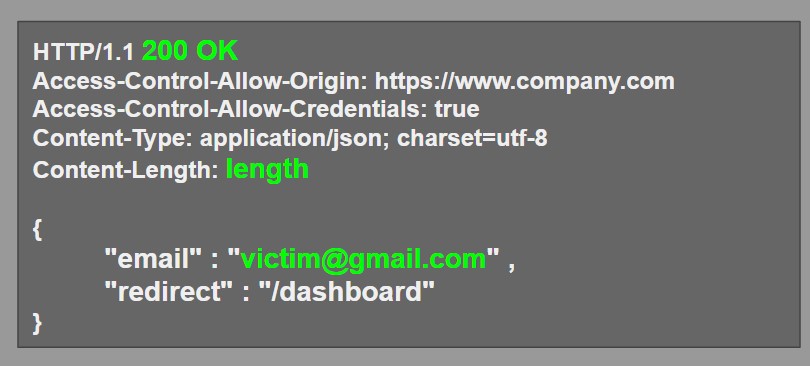 HTTP/1.1 200 OK
Access-Control-Allow-Origin: https://www.company.com
Access-Control-Allow-Credentials: true
Content-Type: application/json; charset=utf-8
Content-Length: length
{
"email" : "victim@gmail.com" ,
"redirect" : "/dashboard"
}